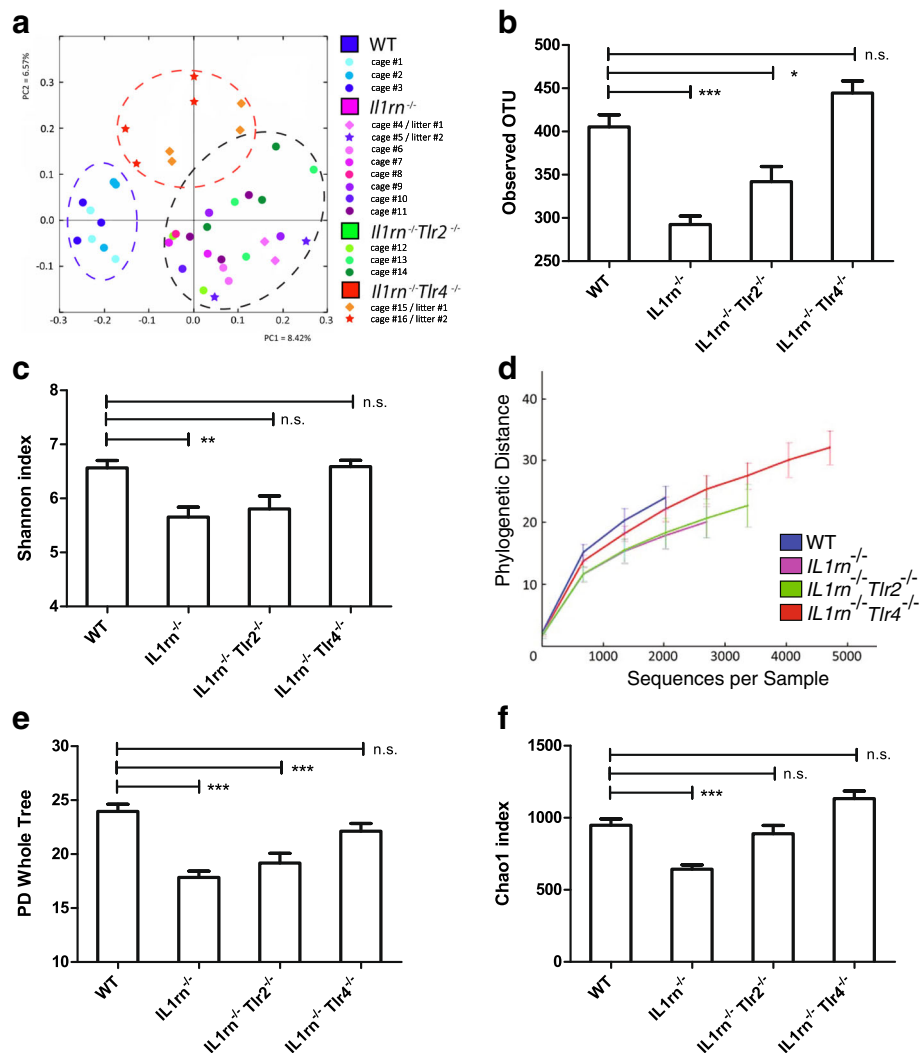 a
PC2 = 6.57%
0.3
0.2
0.1
0.0
-0.1
-0.3
-0.2
-0.1
0.0
0.1
0.2
0.3
PC1 = 8.42%
WT
cage #1
cage #2
cage #3
Il1rn -/-
cage #4 / litter #1
cage #5 / litter #2
cage #6
cage #7
cage #8
cage #9
cage #10
cage #11
Il1rn-/-Tlr2 -/-
cage #12
cage #13
cage #14
Il1rn-/-Tlr4 -/-
cage #15 / litter #1
cage #16 / litter #2
b
Observed OTU
500
450
400
350
300
250
n.s.
*
***
WT
IL1rn-/-
IL1rn-/- Tlr2-/-
IL1rn-/- Tlr4-/-
c
Shannon index
8
7
6
5
4
n.s.
n.s.
**
WT
IL1rn-/-
IL1rn-/- Tlr2-/-
IL1rn-/- Tlr4-/-
d
Phylogenetic Distance
40
30
20
10
0
1000
2000
3000
4000
5000
Sequences per Sample
WT
IL1rn-/-
IL1rn-/-Tlr2-/-
IL1rn-/-Tlr4-/-
e
PD Whole Tree
30
25
20
15
10
n.s.
***
***
WT
IL1rn-/-
IL1rn-/- Tlr2-/-
IL1rn-/- Tlr4-/-
f
Chao1 index
1500
1000
500
0
n.s.
n.s.
***
WT
IL1rn-/-
IL1rn-/- Tlr2-/-
IL1rn-/- Tlr4-/-